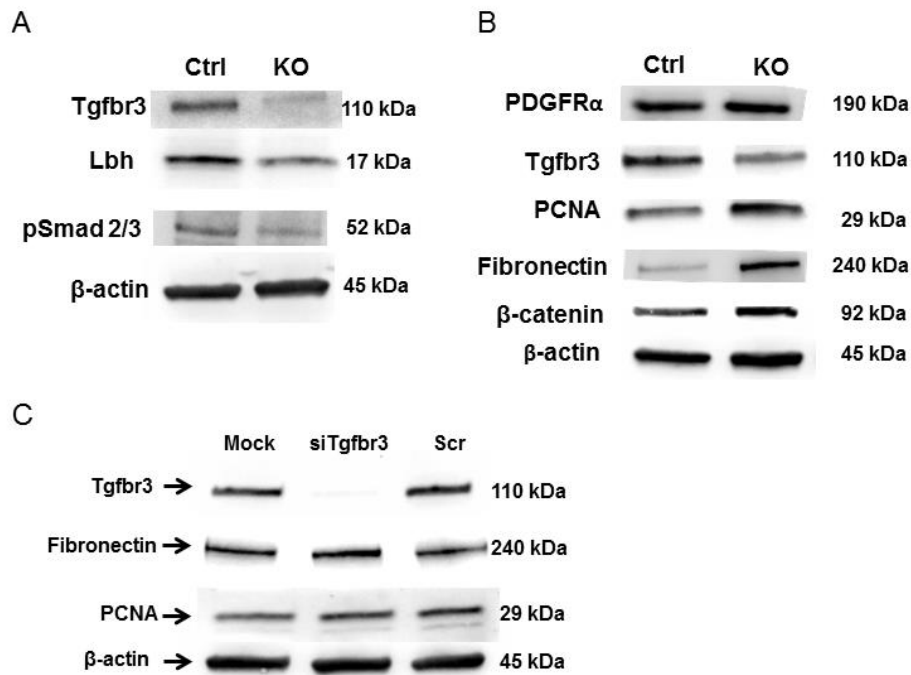 A
Ctrl KO
Tgfbr3 110 kDa
Lbh 17 kDa
pSmad 2/3 52 kDa
β-actin 45 kDa
B
Ctrl KO
PDGFRα 190 kDa
Tgfbr3 110 kDa
PCNA 29 kDa
Fibronectin 240 kDa
β-catenin 92 kDa
β-actin 45 kDa
C
Mock siTgfbr3 Scr
Tgfbr3 110 kDa
Fibronectin 240 kDa
PCNA 29 kDa
β-actin 45 kDa